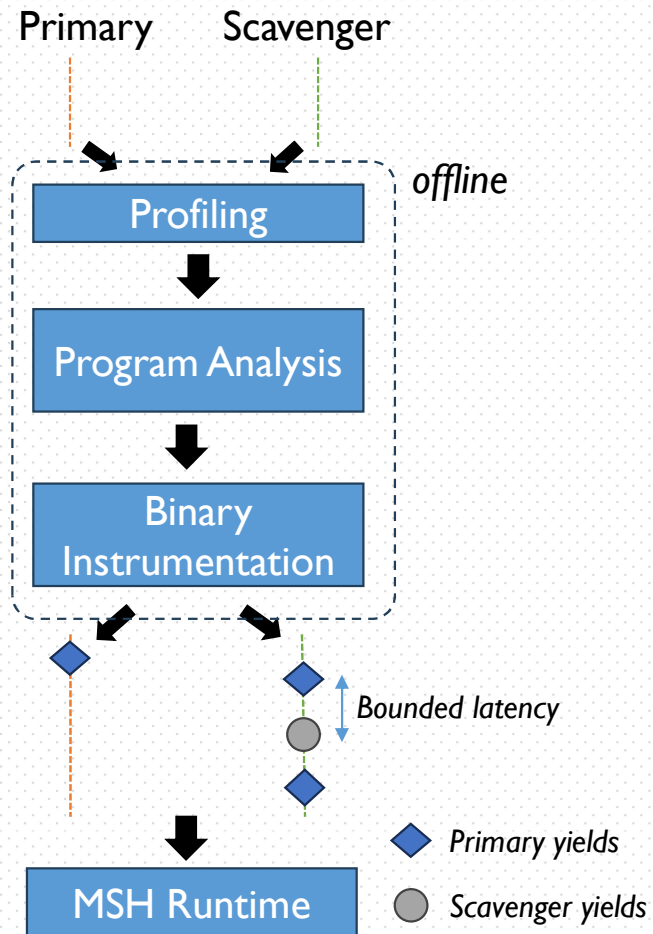 Primary
Scavenger
offline
Profiling
Program Analysis
Binary
Instrumentation
Bounded latency
Primary yields
MSH Runtime
Scavenger yields